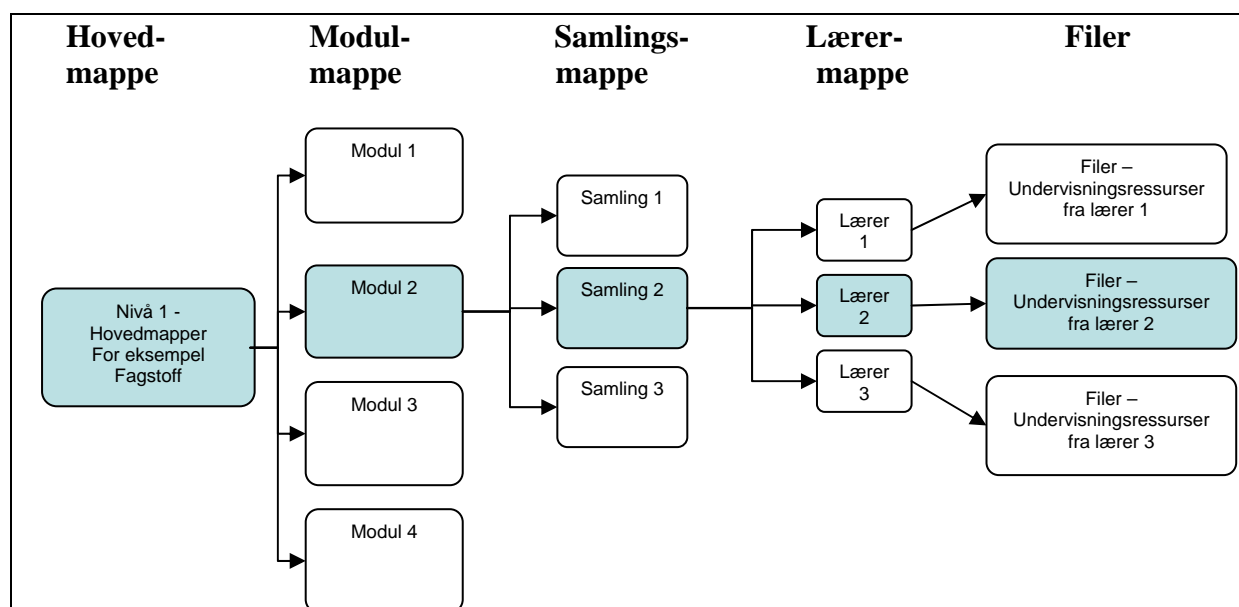 Hoved-
mappe
Modul-
mappe
Samlings-
mappe
Lærer-
mappe
Filer
Nivå 1 -
Hovedmapper
For eksempel
Fagstoff
Modul 1
Modul 2
Modul 3
Modul 4
Samling 1
Samling 2
Samling 3
Lærer
1
Lærer
2
Lærer
3
Filer –
Undervisningsressurser
fra lærer 1
Filer –
Undervisningsressurser
fra lærer 2
Filer –
Undervisningsressurser
fra lærer 3